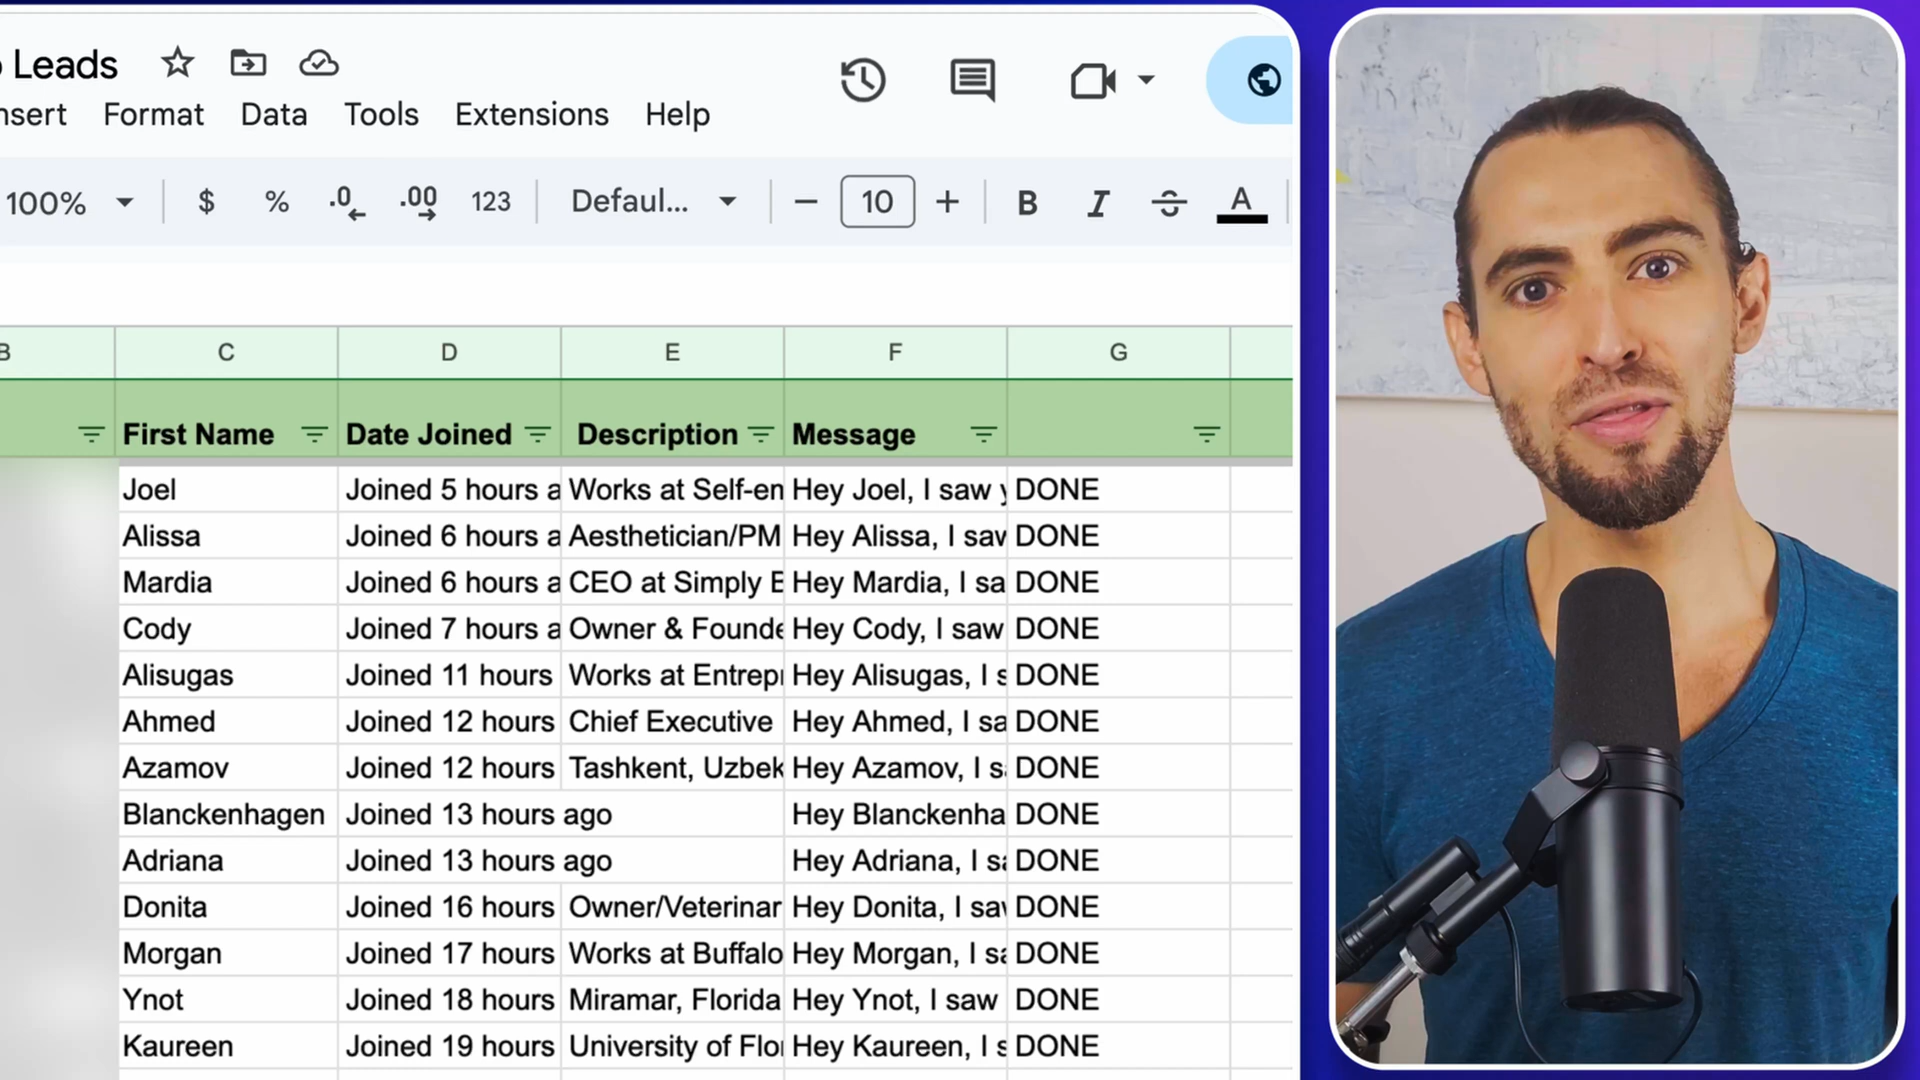 Leads
Format Data Tools Extensions Help
100% $ % .0 .00 123 Defaul... 10 B I S A
B C D E F G
First Name Date Joined Description Message
Joel Joined 5 hours a Works at Self-em Hey Joel, I saw y DONE
Alissa Joined 6 hours a Aesthetician/PM Hey Alissa, I saw DONE
Mardia Joined 6 hours a CEO at Simply B Hey Mardia, I sa DONE
Cody Joined 7 hours a Owner & Founde Hey Cody, I saw DONE
Alisugas Joined 11 hours Works at Entrepr Hey Alisugas, I s DONE
Ahmed Joined 12 hours Chief Executive Hey Ahmed, I sa DONE
Azamov Joined 12 hours Tashkent, Uzbek Hey Azamov, I s DONE
Blanckenhagen Joined 13 hours ago Hey Blanckenha DONE
Adriana Joined 13 hours ago Hey Adriana, I sa DONE
Donita Joined 16 hours Owner/Veterinar Hey Donita, I saw DONE
Morgan Joined 17 hours Works at Buffalo Hey Morgan, I sa DONE
Ynot Joined 18 hours Miramar, Florida Hey Ynot, I saw DONE
Kaureen Joined 19 hours University of Flo Hey Kaureen, I s DONE